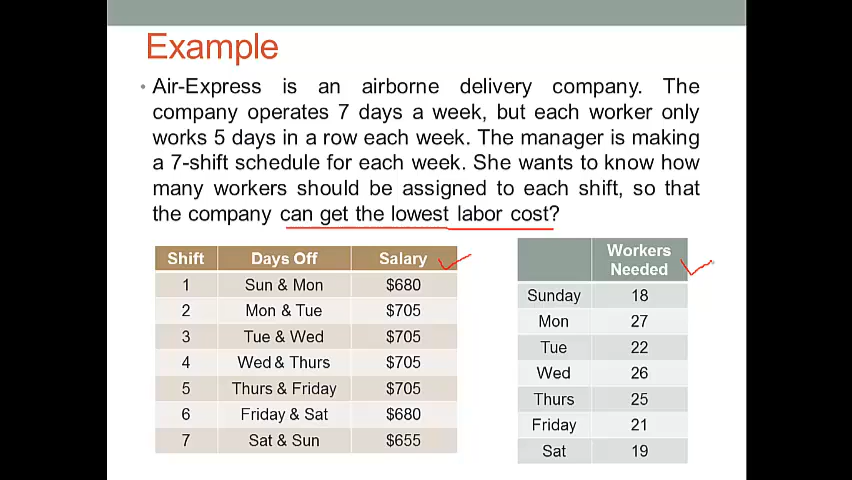 Example
• Air-Express is an airborne delivery company. The
company operates 7 days a week, but each worker only
works 5 days in a row each week. The manager is making
a 7-shift schedule for each week. She wants to know how
many workers should be assigned to each shift, so that
the company can get the lowest labor cost?
Shift Days Off Salary
1 Sun & Mon $680
2 Mon & Tue $705
3 Tue & Wed $705
4 Wed & Thurs $705
5 Thurs & Friday $705
6 Friday & Sat $680
7 Sat & Sun $655
Workers
Needed
Sunday 18
Mon 27
Tue 22
Wed 26
Thurs 25
Friday 21
Sat 19